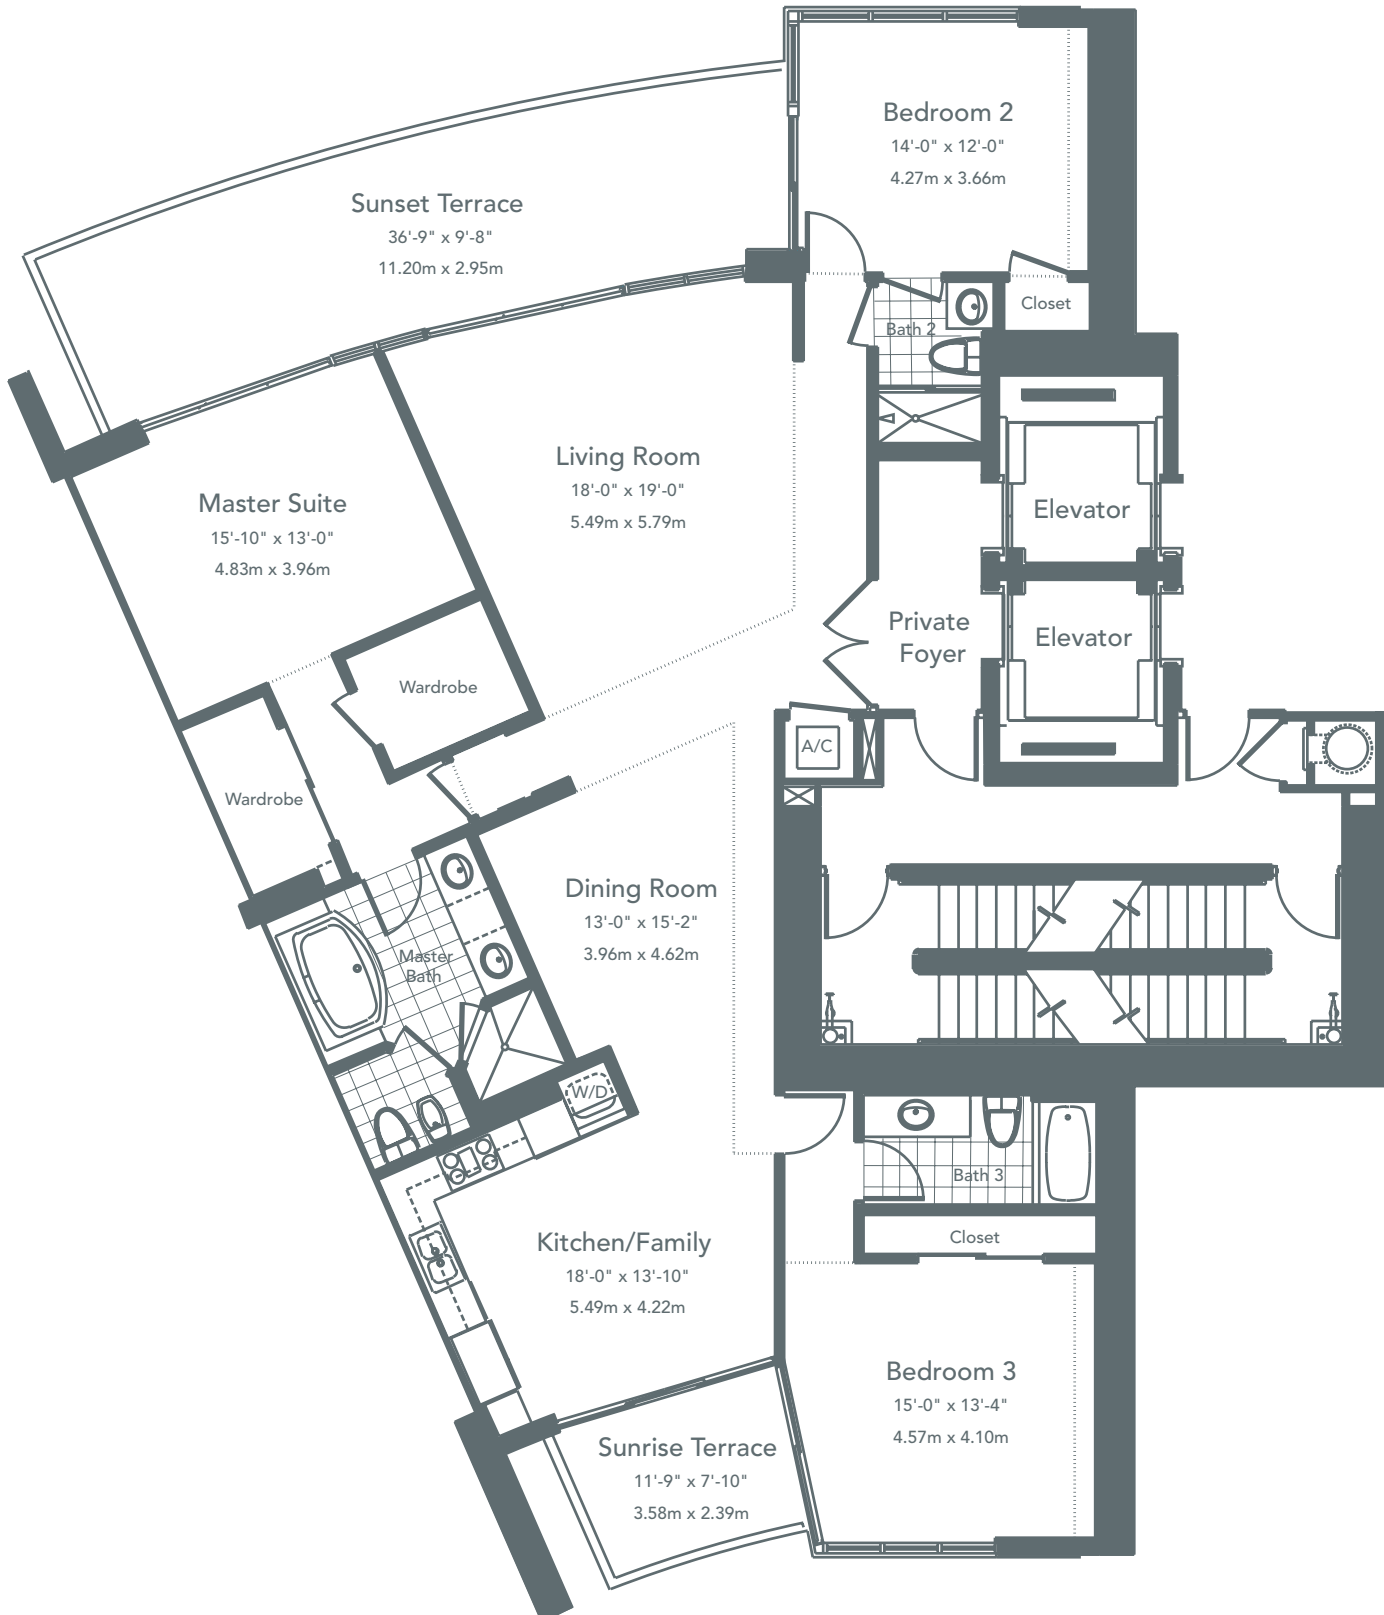 Bedroom 2
14'-0" x 12'-0"
4.27m x 3.66m
Sunset Terrace
36'-9" x 9'-8"
11.20m x 2.95m
Closet
Bath 2
Living Room
18'-0" x 19'-0"
5.49m x 5.79m
Master Suite
15'-10" x 13'-0"
4.83m x 3.96m
Elevator
Private
Foyer
Elevator
Wardrobe
A/C
Wardrobe
Dining Room
13'-0" x 15'-2"
3.96m x 4.62m
Master
Bath
W/D
Bath 3
Closet
Kitchen/Family
18'-0" x 13'-10"
5.49m x 4.22m
Bedroom 3
15'-0" x 13'-4"
4.57m x 4.10m
Sunrise Terrace
11'-9" x 7'-10"
3.58m x 2.39m